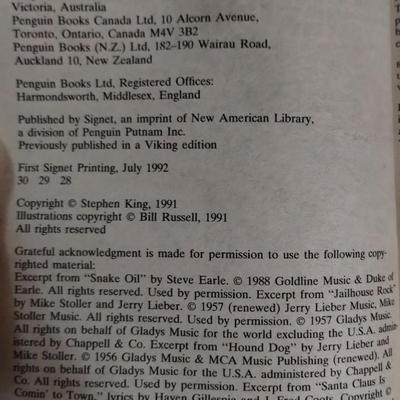 Victoria, Australia
Penguin Books Canada Ltd, 10 Alcorn Avenue,
Toronto, Ontario, Canada M4V 3B2
Penguin Books (N.Z.) Ltd, 182–190 Wairau Road,
Auckland 10, New Zealand
Penguin Books Ltd, Registered Offices:
Harmondsworth, Middlesex, England
Published by Signet, an imprint of New American Library,
a division of Penguin Putnam Inc.
Previously published in a Viking edition
First Signet Printing, July 1992
30 29 28
Copyright © Stephen King, 1991
Illustrations copyright © Bill Russell, 1991
All rights reserved
Grateful acknowledgment is made for permission to use the following copy-
righted material:
Excerpt from “Snake Oil” by Steve Earle. © 1988 Goldline Music & Duke of
Earle. All rights reserved. Used by permission. Excerpt from “Jailhouse Rock”
by Mike Stoller and Jerry Lieber. © 1957 (renewed) Jerry Lieber Music, Mike
Stoller Music. All rights reserved. Used by permission. © 1957 Gladys Music.
All rights on behalf of Gladys Music for the world excluding the U.S.A. admin-
istered by Chappell & Co. Excerpt from “Hound Dog” by Jerry Lieber and
Mike Stoller. © 1956 Gladys Music & MCA Music Publishing (renewed). All
rights on behalf of Gladys Music for the U.S.A. administered by Chappell &
Co. All rights reserved. Used by permission. Excerpt from “Santa Claus Is
Comin’ to Town,” lyrics by Haven Gillespie and J. Fred Coots. Copyright ©